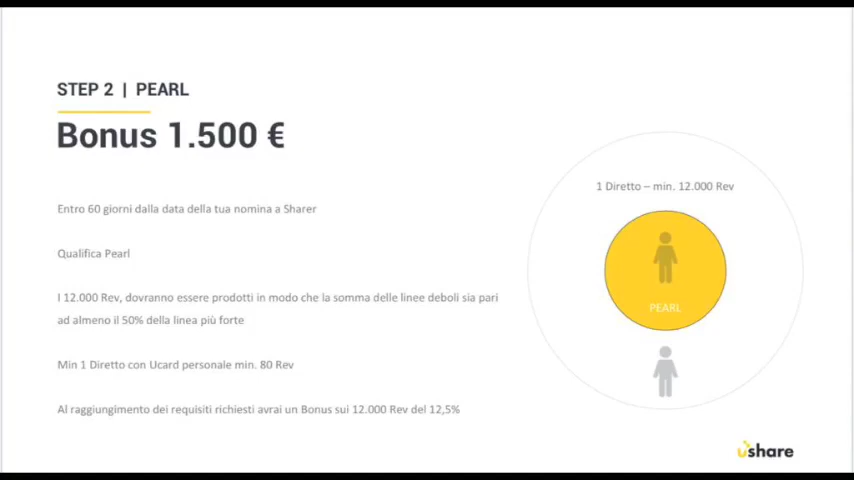 STEP 2 | PEARL
Bonus 1.500 €
Entro 60 giorni dalla data della tua nomina a Sharer
Qualifica Pearl
I 12.000 Rev, dovranno essere prodotti in modo che la somma delle linee deboli sia pari
ad almeno il 50% della linea più forte
Min 1 Diretto con Ucard personale min. 80 Rev
Al raggiungimento dei requisiti richiesti avrai un Bonus sui 12.000 Rev del 12,5%
1 Diretto – min. 12.000 Rev
PEARL
ushare